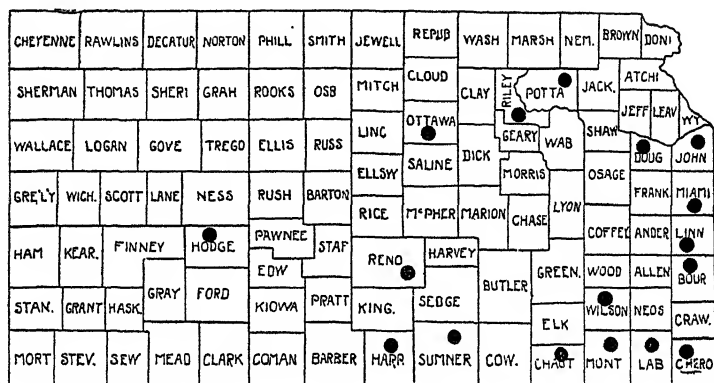 CHEYENNE RAWLINS DECATUR NORTON PHILL SMITH JEWELL REPUB WASH MARSH NEM. BROWN DONI
SHERMAN THOMAS SHERI GRAH ROOKS OSB MITCH CLOUD CLAY RILEY POTTA JACK. ATCHI
JEFF LEAV WY
WALLACE LOGAN GOVE TREGO ELLIS RUSS LINC OTTAWA GEARY WAB SHAW DOUG JOHN
ELLSW SALINE DICK MORRIS OSAGE
GRE'L'Y WICH. SCOTT LANE NESS RUSH BARTON RICE McPHER MARION CHASE LYON FRANK. MIAMI
HAM KEAR. FINNEY HODGE PAWNEE STAF RENO HARVEY COFFEY ANDER LINN
EDW
GRAY FORD BUTLER GREEN. WOOD ALLEN BOUR
STAN. GRANT HASK. KIOWA PRATT KING. SEDGE ELK WILSON NEOS CRAW.
MORT STEV. SEW MEAD CLARK COMAN BARBER HARR SUMNER COW. CHAUT MONT LAB CHERO